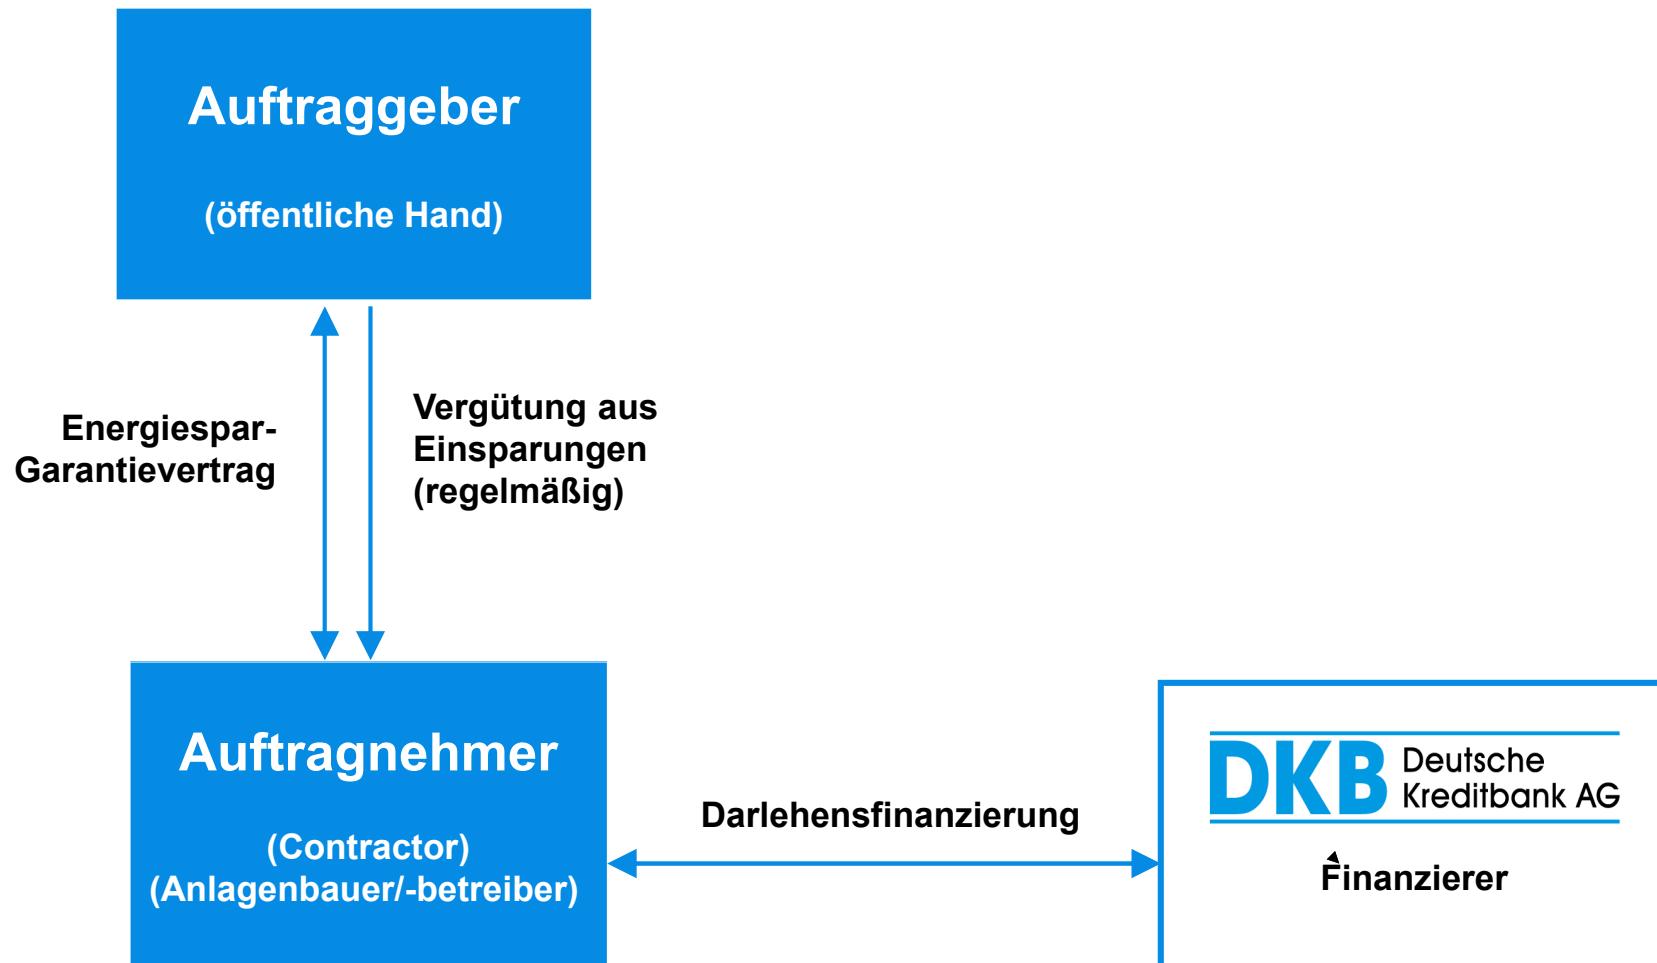 Auftraggeber
(öffentliche Hand)
Energiespar-
Garantievertrag
Vergütung aus
Einsparungen
(regelmäßig)
Auftragnehmer
(Contractor)
(Anlagenbauer/-betreiber)
Darlehensfinanzierung
DKB Deutsche
Kreditbank AG
Finanzierer